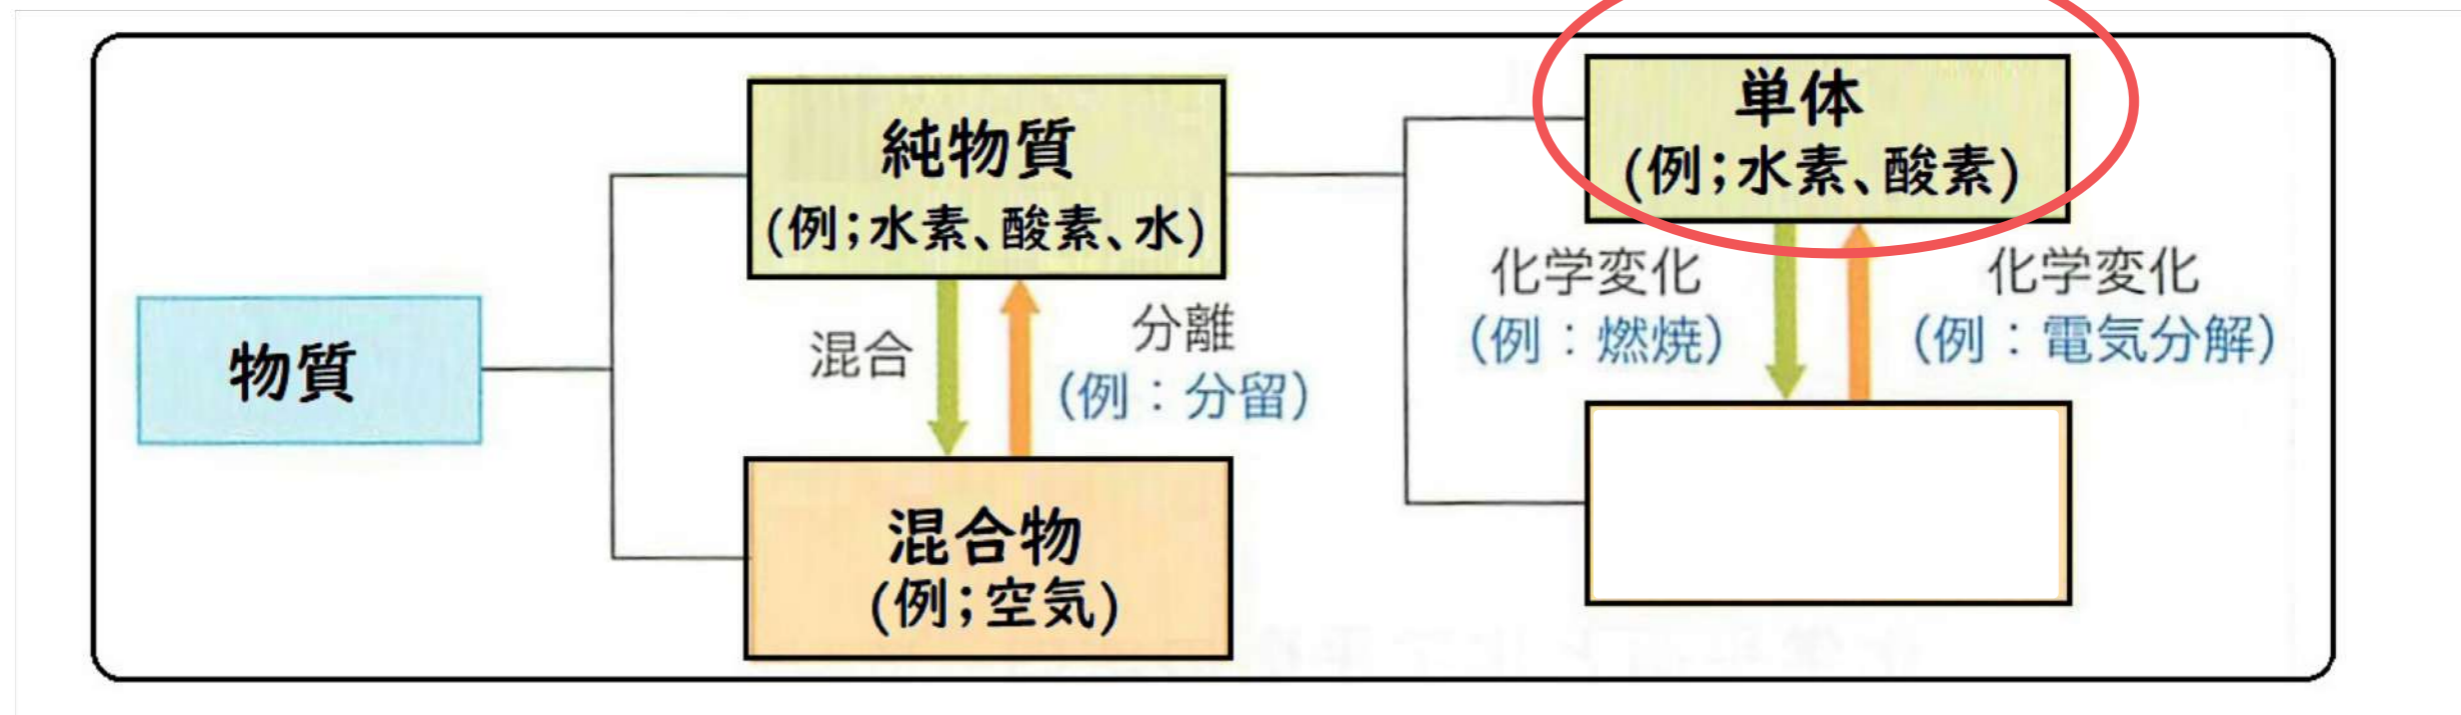 物質
純物質
(例;水素、酸素、水)
混合
分離
(例:分留)
混合物
(例;空気)
単体
(例;水素、酸素)
化学変化
(例:燃焼)
化学変化
(例:電気分解)